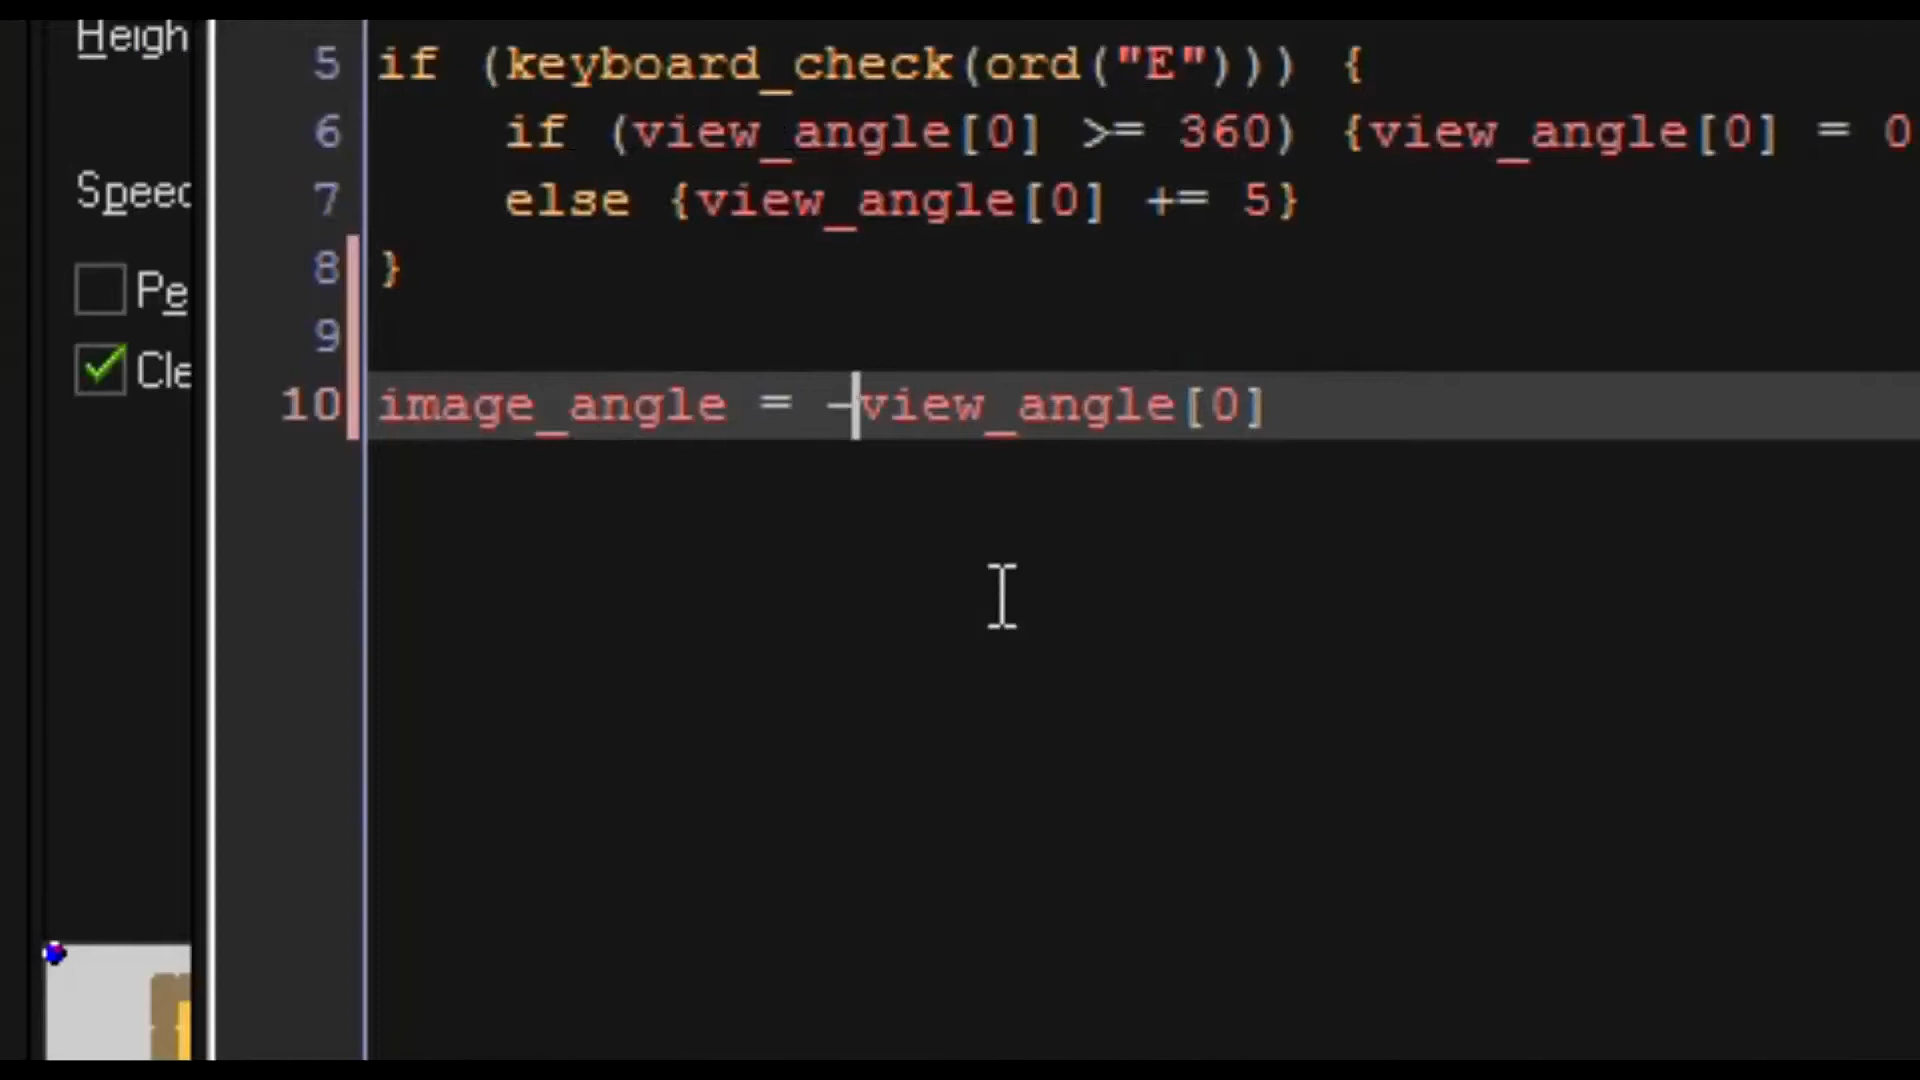 Heigh
5 if (keyboard_check(ord("E"))) {
6 if (view_angle[0] >= 360) {view_angle[0] = 0
7 else {view_angle[0] += 5}
Speed
8 }
Pe
9
Cle
10 image_angle = -view_angle[0]